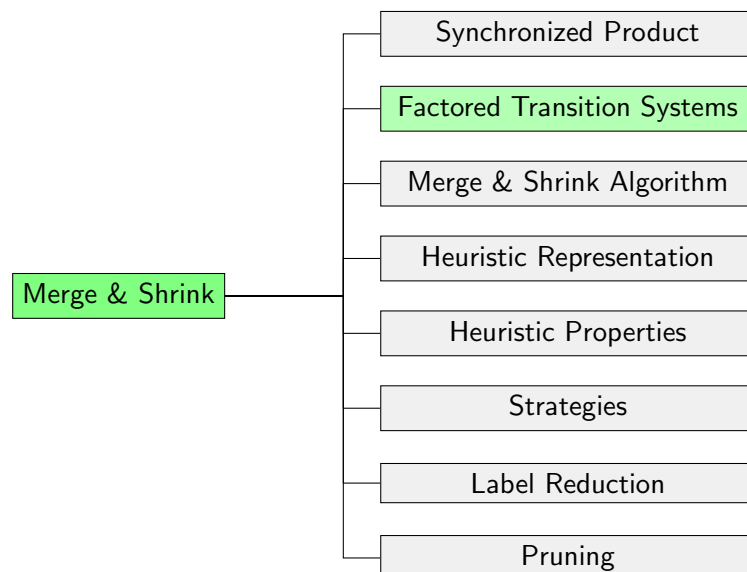 Synchronized Product
Factored Transition Systems
Merge & Shrink Algorithm
Heuristic Representation
Merge & Shrink
Heuristic Properties
Strategies
Label Reduction
Pruning